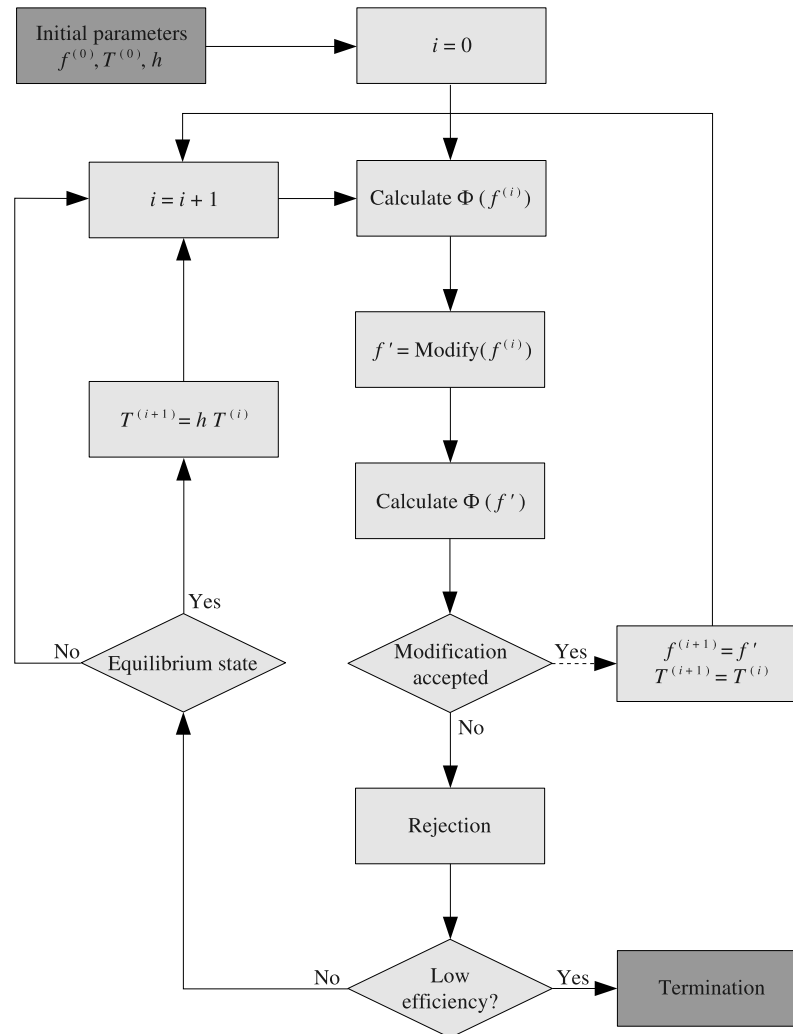 Initial parameters
f⁽⁰⁾, T⁽⁰⁾, h
i = 0
i = i + 1
Calculate Φ (f⁽ⁱ⁾)
f ′ = Modify(f⁽ⁱ⁾)
T⁽ⁱ⁺¹⁾ = h T⁽ⁱ⁾
Calculate Φ (f ′)
Yes
No
Equilibrium state
Modification
accepted
Yes
f⁽ⁱ⁺¹⁾ = f ′
T⁽ⁱ⁺¹⁾ = T⁽ⁱ⁾
No
Rejection
No
Low
efficiency?
Yes
Termination